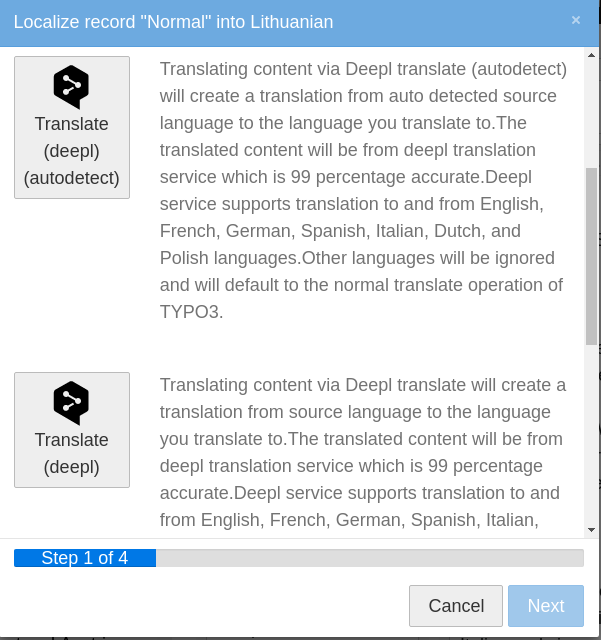 Localize record "Normal" into Lithuanian
×
Translate
(deepl)
(autodetect)
Translating content via Deepl translate (autodetect)
will create a translation from auto detected source
language to the language you translate to.The
translated content will be from deepl translation
service which is 99 percentage accurate.Deepl
service supports translation to and from English,
French, German, Spanish, Italian, Dutch, and
Polish languages.Other languages will be ignored
and will default to the normal translate operation of
TYPO3.
Translate
(deepl)
Translating content via Deepl translate will create a
translation from source language to the language
you translate to.The translated content will be from
deepl translation service which is 99 percentage
accurate.Deepl service supports translation to and
from English, French, German, Spanish, Italian,
Step 1 of 4
Cancel
Next